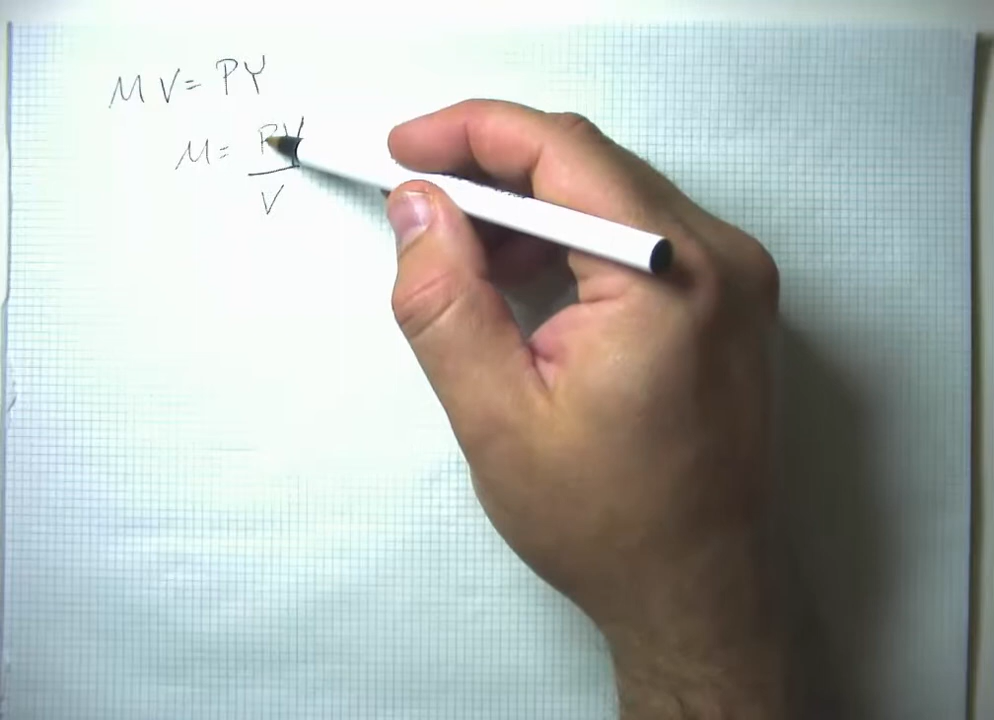 MV = PY
M = PY
V